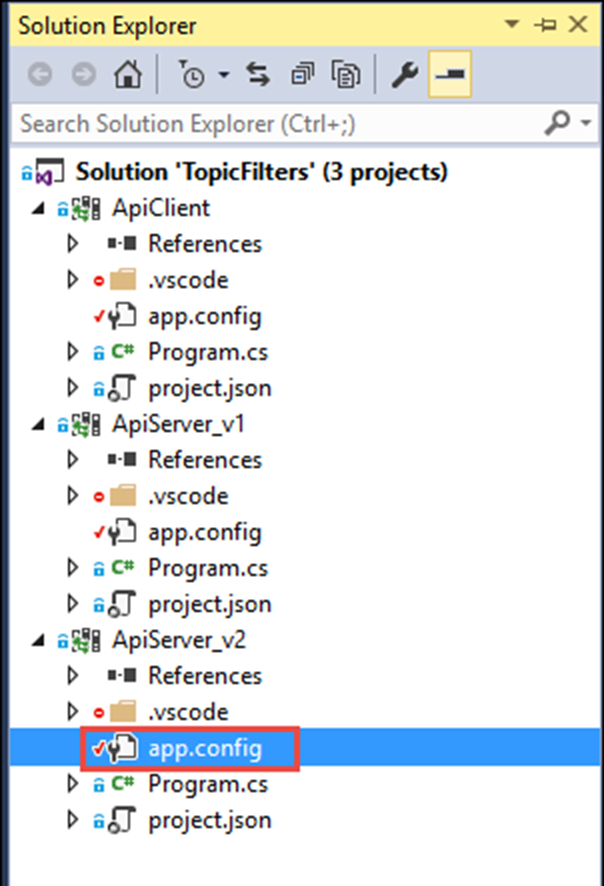 Solution Explorer
Search Solution Explorer (Ctrl+;)
Solution 'TopicFilters' (3 projects)
ApiClient
References
.vscode
app.config
C# Program.cs
project.json
ApiServer_v1
References
.vscode
app.config
C# Program.cs
project.json
ApiServer_v2
References
.vscode
app.config
C# Program.cs
project.json